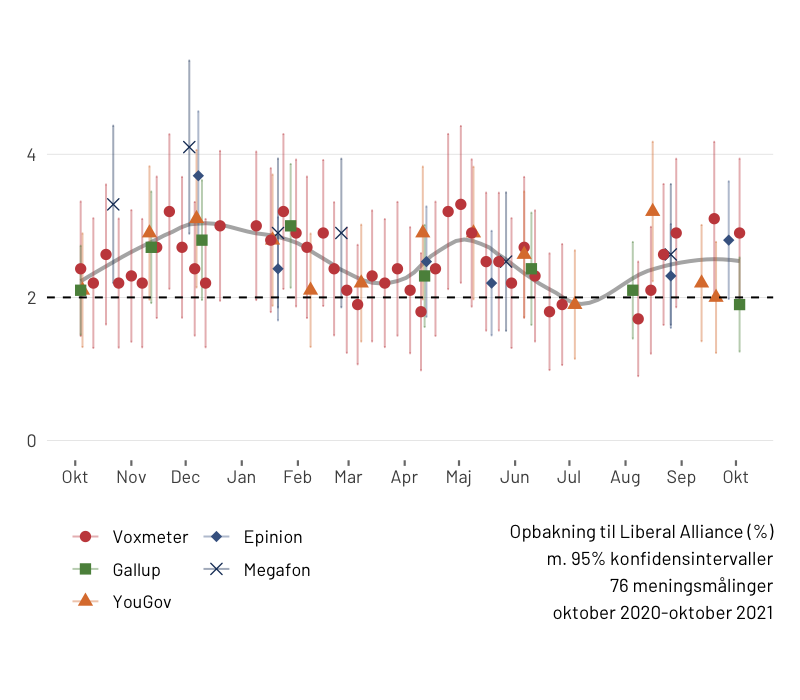 4
2
0
Okt Nov Dec Jan Feb Mar Apr Maj Jun Jul Aug Sep Okt
Voxmeter Epinion
Gallup Megafon
YouGov
Opbakning til Liberal Alliance (%)
m. 95% konfidensintervaller
76 meningsmålinger
oktober 2020-oktober 2021